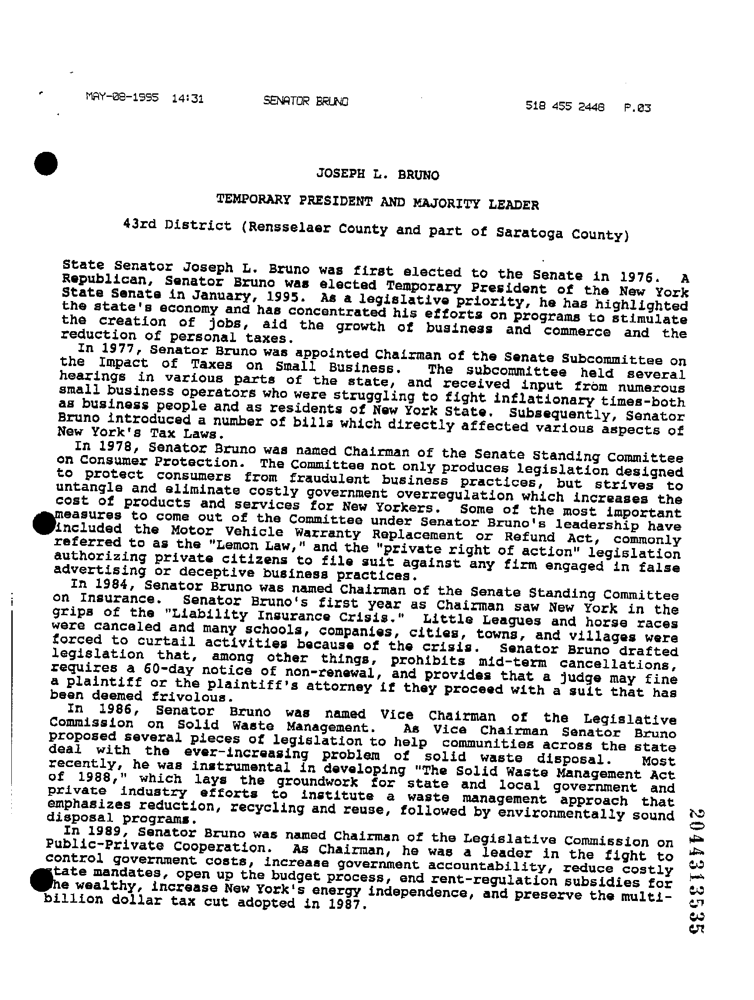 MAY-08-1995 14:31 SENATOR BRUNO 518 455 2448 P.03
JOSEPH L. BRUNO
TEMPORARY PRESIDENT AND MAJORITY LEADER
43rd District (Rensselaer County and part of Saratoga County)
State Senator Joseph L. Bruno was first elected to the Senate in 1976. A
Republican, Senator Bruno was elected Temporary President of the New York
State Senate in January, 1995. As a legislative priority, he has highlighted
the state's economy and has concentrated his efforts on programs to stimulate
the creation of jobs, aid the growth of business and commerce and the
reduction of personal taxes.
In 1977, Senator Bruno was appointed Chairman of the Senate Subcommittee on
the Impact of Taxes on Small Business. The subcommittee held several
hearings in various parts of the state, and received input from numerous
small business operators who were struggling to fight inflationary times-both
as business people and as residents of New York State. Subsequently, Senator
Bruno introduced a number of bills which directly affected various aspects of
New York's Tax Laws.
In 1978, Senator Bruno was named Chairman of the Senate Standing Committee
on Consumer Protection. The Committee not only produces legislation designed
to protect consumers from fraudulent business practices, but strives to
untangle and eliminate costly government overregulation which increases the
cost of products and services for New Yorkers. Some of the most important
measures to come out of the Committee under Senator Bruno's leadership have
included the Motor Vehicle Warranty Replacement or Refund Act, commonly
referred to as the "Lemon Law," and the "private right of action" legislation
authorizing private citizens to file suit against any firm engaged in false
advertising or deceptive business practices.
In 1984, Senator Bruno was named Chairman of the Senate Standing Committee
on Insurance. Senator Bruno's first year as Chairman saw New York in the
grips of the "Liability Insurance Crisis." Little Leagues and horse races
were canceled and many schools, companies, cities, towns, and villages were
forced to curtail activities because of the crisis. Senator Bruno drafted
legislation that, among other things, prohibits mid-term cancellations,
requires a 60-day notice of non-renewal, and provides that a judge may fine
a plaintiff or the plaintiff's attorney if they proceed with a suit that has
been deemed frivolous.
In 1986, Senator Bruno was named Vice Chairman of the Legislative
Commission on Solid Waste Management. As Vice Chairman Senator Bruno
proposed several pieces of legislation to help communities across the state
deal with the ever-increasing problem of solid waste disposal. Most
recently, he was instrumental in developing "The Solid Waste Management Act
of 1988," which lays the groundwork for state and local government and
private industry efforts to institute a waste management approach that
emphasizes reduction, recycling and reuse, followed by environmentally sound
disposal programs.
In 1989, Senator Bruno was named Chairman of the Legislative Commission on
Public-Private Cooperation. As Chairman, he was a leader in the fight to
control government costs, increase government accountability, reduce costly
state mandates, open up the budget process, end rent-regulation subsidies for
the wealthy, increase New York's energy independence, and preserve the multi-
billion dollar tax cut adopted in 1987.
2044313535